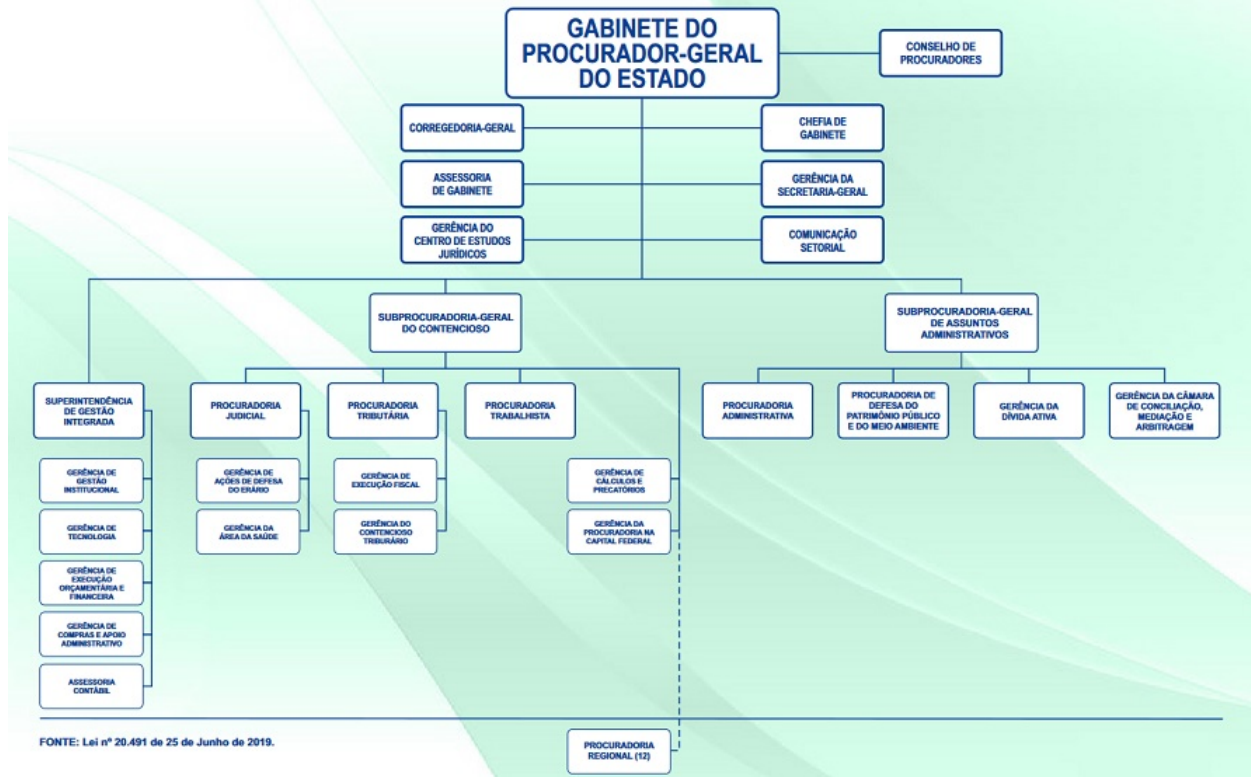 GABINETE DO
PROCURADOR-GERAL
DO ESTADO
CONSELHO DE
PROCURADORES
CORREGEDORIA-GERAL
CHEFIA DE
GABINETE
ASSESSORIA
DE GABINETE
GERÊNCIA DA
SECRETARIA-GERAL
GERÊNCIA DO
CENTRO DE ESTUDOS
JURÍDICOS
COMUNICAÇÃO
SETORIAL
SUBPROCURADORIA-GERAL
DO CONTENCIOSO
SUBPROCURADORIA-GERAL
DE ASSUNTOS
ADMINISTRATIVOS
SUPERINTENDÊNCIA
DE GESTÃO
INTEGRADA
PROCURADORIA
JUDICIAL
PROCURADORIA
TRIBUTÁRIA
PROCURADORIA
TRABALHISTA
PROCURADORIA
ADMINISTRATIVA
PROCURADORIA DE
DEFESA DO
PATRIMÔNIO PÚBLICO
E DO MEIO AMBIENTE
GERÊNCIA DA
DÍVIDA ATIVA
GERÊNCIA DA CÂMARA
DE CONCILIAÇÃO,
MEDIAÇÃO E
ARBITRAGEM
GERÊNCIA DE
GESTÃO
INSTITUCIONAL
GERÊNCIA DE
AÇÕES DE DEFESA
DO ERÁRIO
GERÊNCIA DE
EXECUÇÃO FISCAL
GERÊNCIA DE
CÁLCULOS E
PRECATÓRIOS
GERÊNCIA DE
TECNOLOGIA
GERÊNCIA DA
ÁREA DA SAÚDE
GERÊNCIA DO
CONTENCIOSO
TRIBURÁRIO
GERÊNCIA DA
PROCURADORIA NA
CAPITAL FEDERAL
GERÊNCIA DE
EXECUÇÃO
ORÇAMENTÁRIA E
FINANCEIRA
GERÊNCIA DE
COMPRAS E APOIO
ADMINISTRATIVO
ASSESSORIA
CONTÁBIL
FONTE: Lei nº 20.491 de 25 de Junho de 2019.
PROCURADORIA
REGIONAL (12)